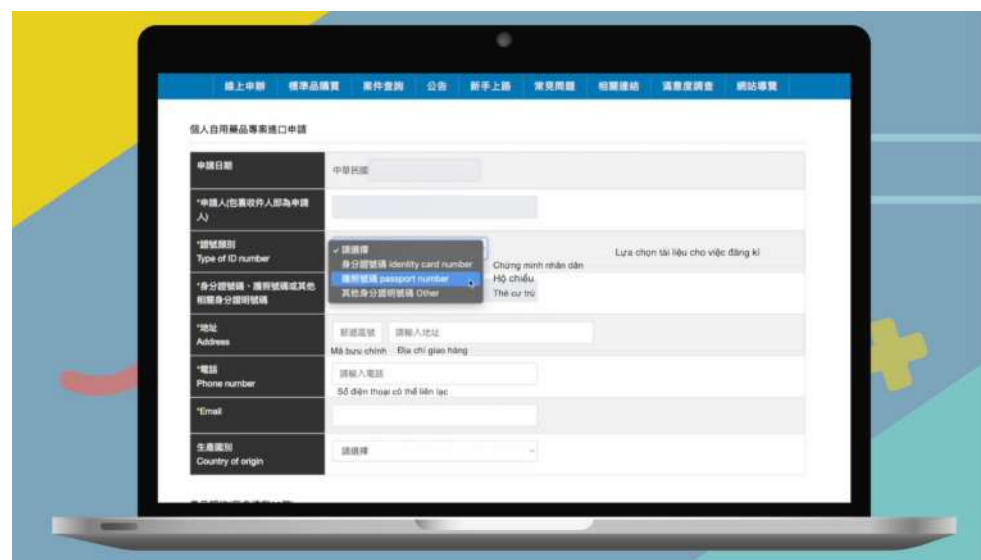 線上申辦 標準品購買 案件查詢 公告 新手上路 常見問題 相關連結 滿意度調查 網站導覽
個人自用藥品專案進口申請
申請日期
中華民國
*申請人(包裹收件人即為申請
人)
*證號類別
Type of ID number
✓ 請選擇
身分證號碼 identity card number
護照號碼 passport number
其他身分證明號碼 Other
Lựa chọn tài liệu cho việc đăng kí
Chứng minh nhân dân
Hộ chiếu
Thẻ cư trú
*身分證號碼、護照號碼或其他
相關身分證明號碼
*地址
Address
郵遞區號 請輸入地址
Mã bưu chính Địa chỉ giao hàng
*電話
Phone number
請輸入電話
Số điện thoại có thể liên lạc
*Email
生產國別
Country of origin
請選擇